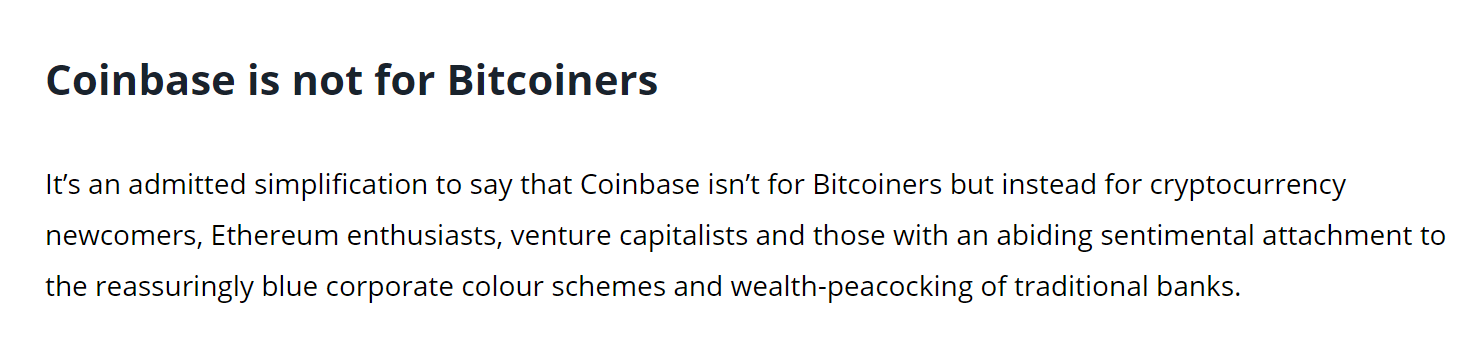 Coinbase is not for Bitcoiners
It’s an admitted simplification to say that Coinbase isn’t for Bitcoiners but instead for cryptocurrency
newcomers, Ethereum enthusiasts, venture capitalists and those with an abiding sentimental attachment to
the reassuringly blue corporate colour schemes and wealth-peacocking of traditional banks.